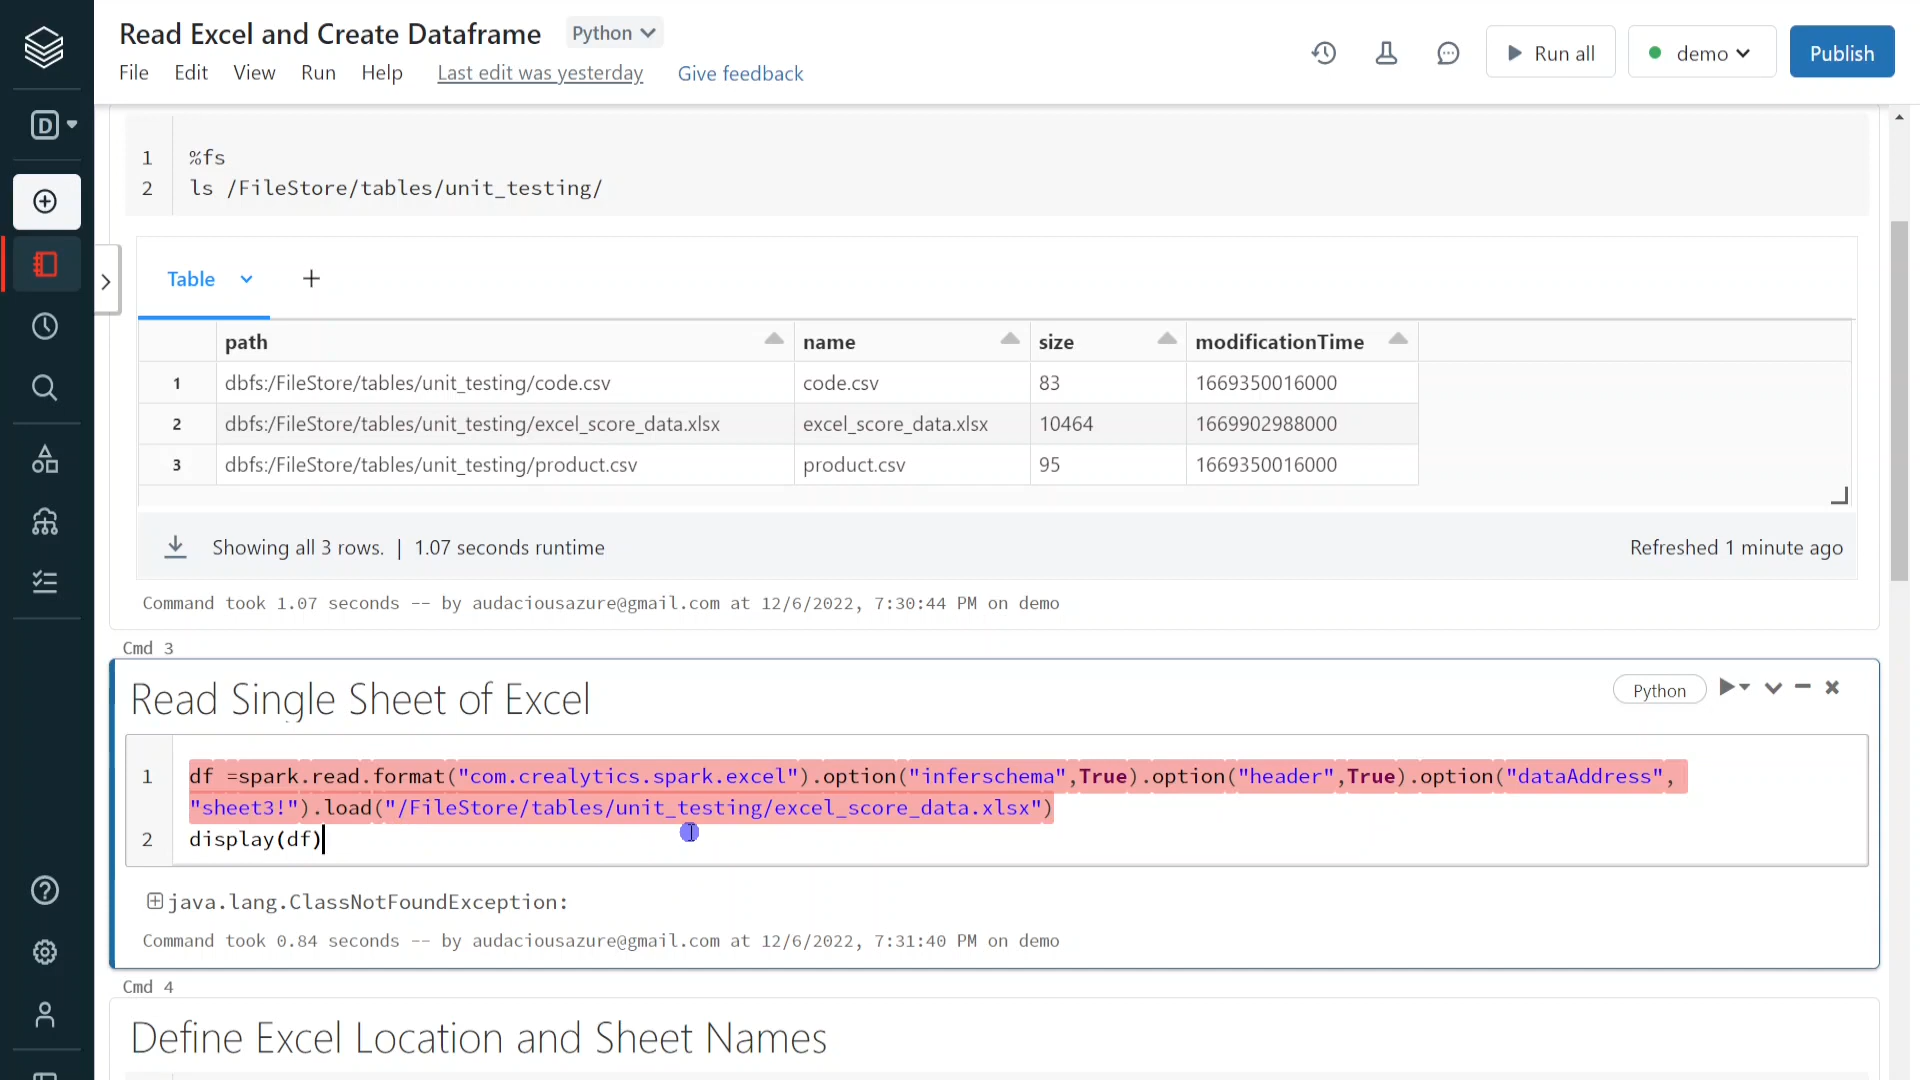 Read Excel and Create Dataframe
Python
File Edit View Run Help Last edit was yesterday Give feedback
Run all
demo
Publish
D
1 %fs
2 ls /FileStore/tables/unit_testing/
Table +
path name size modificationTime
1 dbfs:/FileStore/tables/unit_testing/code.csv code.csv 83 1669350016000
2 dbfs:/FileStore/tables/unit_testing/excel_score_data.xlsx excel_score_data.xlsx 10464 1669902988000
3 dbfs:/FileStore/tables/unit_testing/product.csv product.csv 95 1669350016000
Showing all 3 rows. | 1.07 seconds runtime
Refreshed 1 minute ago
Command took 1.07 seconds -- by audaciousazure@gmail.com at 12/6/2022, 7:30:44 PM on demo
Cmd 3
Read Single Sheet of Excel
Python
1 df =spark.read.format("com.crealytics.spark.excel").option("inferschema",True).option("header",True).option("dataAddress",
"sheet3!").load("/FileStore/tables/unit_testing/excel_score_data.xlsx")
2 display(df)
java.lang.ClassNotFoundException:
Command took 0.84 seconds -- by audaciousazure@gmail.com at 12/6/2022, 7:31:40 PM on demo
Cmd 4
Define Excel Location and Sheet Names